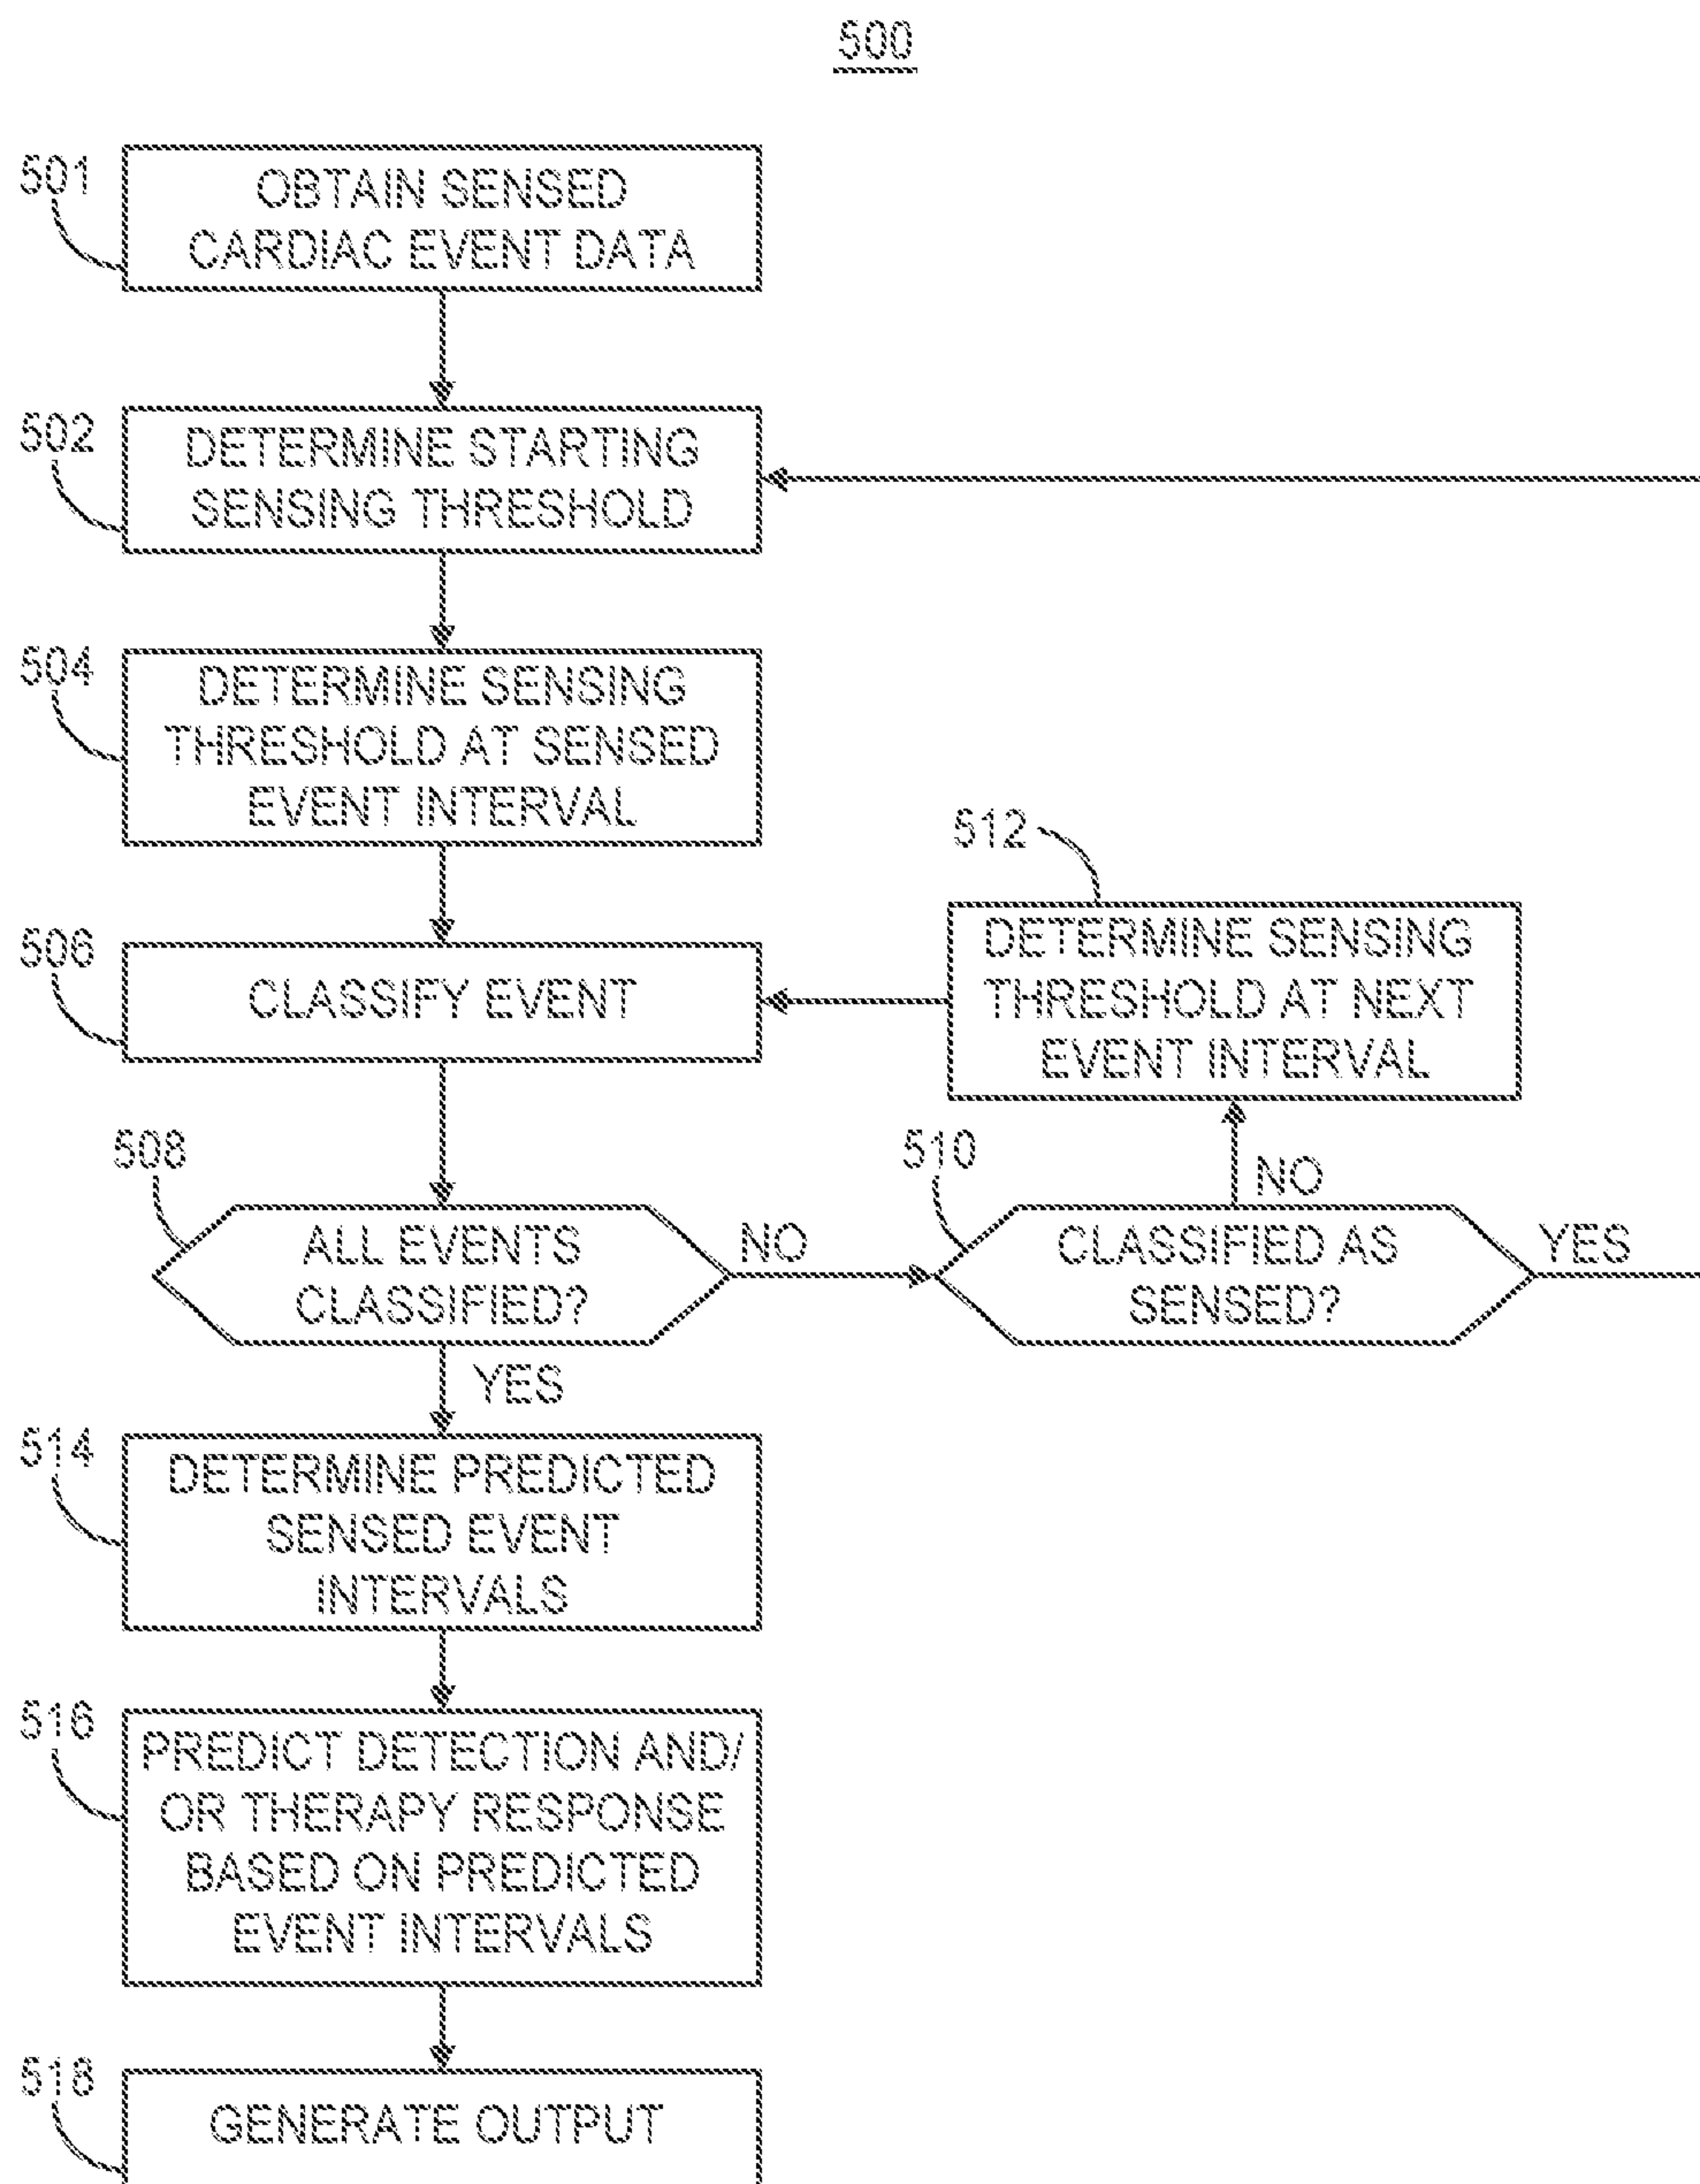 500
501
OBTAIN SENSED
CARDIAC EVENT DATA
502
DETERMINE STARTING
SENSING THRESHOLD
504
DETERMINE SENSING
THRESHOLD AT SENSED
EVENT INTERVAL
506
CLASSIFY EVENT
512
DETERMINE SENSING
THRESHOLD AT NEXT
EVENT INTERVAL
508
ALL EVENTS
CLASSIFIED?
NO
510
NO
CLASSIFIED AS
SENSED?
YES
YES
514
DETERMINE PREDICTED
SENSED EVENT
INTERVALS
516
PREDICT DETECTION AND/
OR THERAPY RESPONSE
BASED ON PREDICTED
EVENT INTERVALS
518
GENERATE OUTPUT